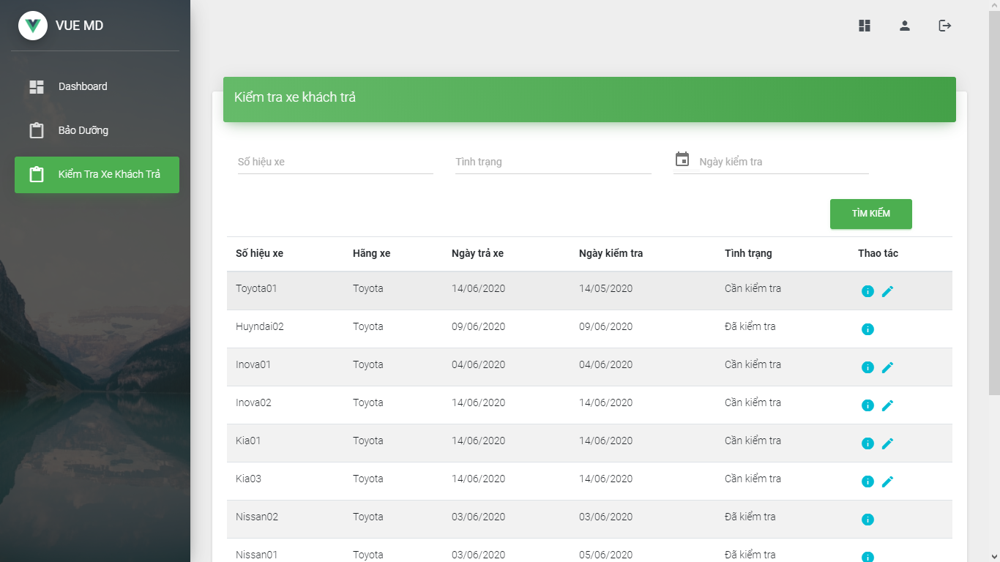 VUE MD
Dashboard
Bảo Dưỡng
Kiểm Tra Xe Khách Trả
Kiểm tra xe khách trả
Số hiệu xe Tình trạng Ngày kiểm tra
TÌM KIẾM
Số hiệu xe Hãng xe Ngày trả xe Ngày kiểm tra Tình trạng Thao tác
Toyota01 Toyota 14/06/2020 14/05/2020 Cần kiểm tra
Huyndai02 Toyota 09/06/2020 09/06/2020 Đã kiểm tra
Inova01 Toyota 04/06/2020 04/06/2020 Cần kiểm tra
Inova02 Toyota 14/06/2020 14/06/2020 Cần kiểm tra
Kia01 Toyota 14/06/2020 14/06/2020 Cần kiểm tra
Kia03 Toyota 14/06/2020 14/06/2020 Cần kiểm tra
Nissan02 Toyota 03/06/2020 03/06/2020 Đã kiểm tra
Nissan01 Toyota 03/06/2020 05/06/2020 Đã kiểm tra